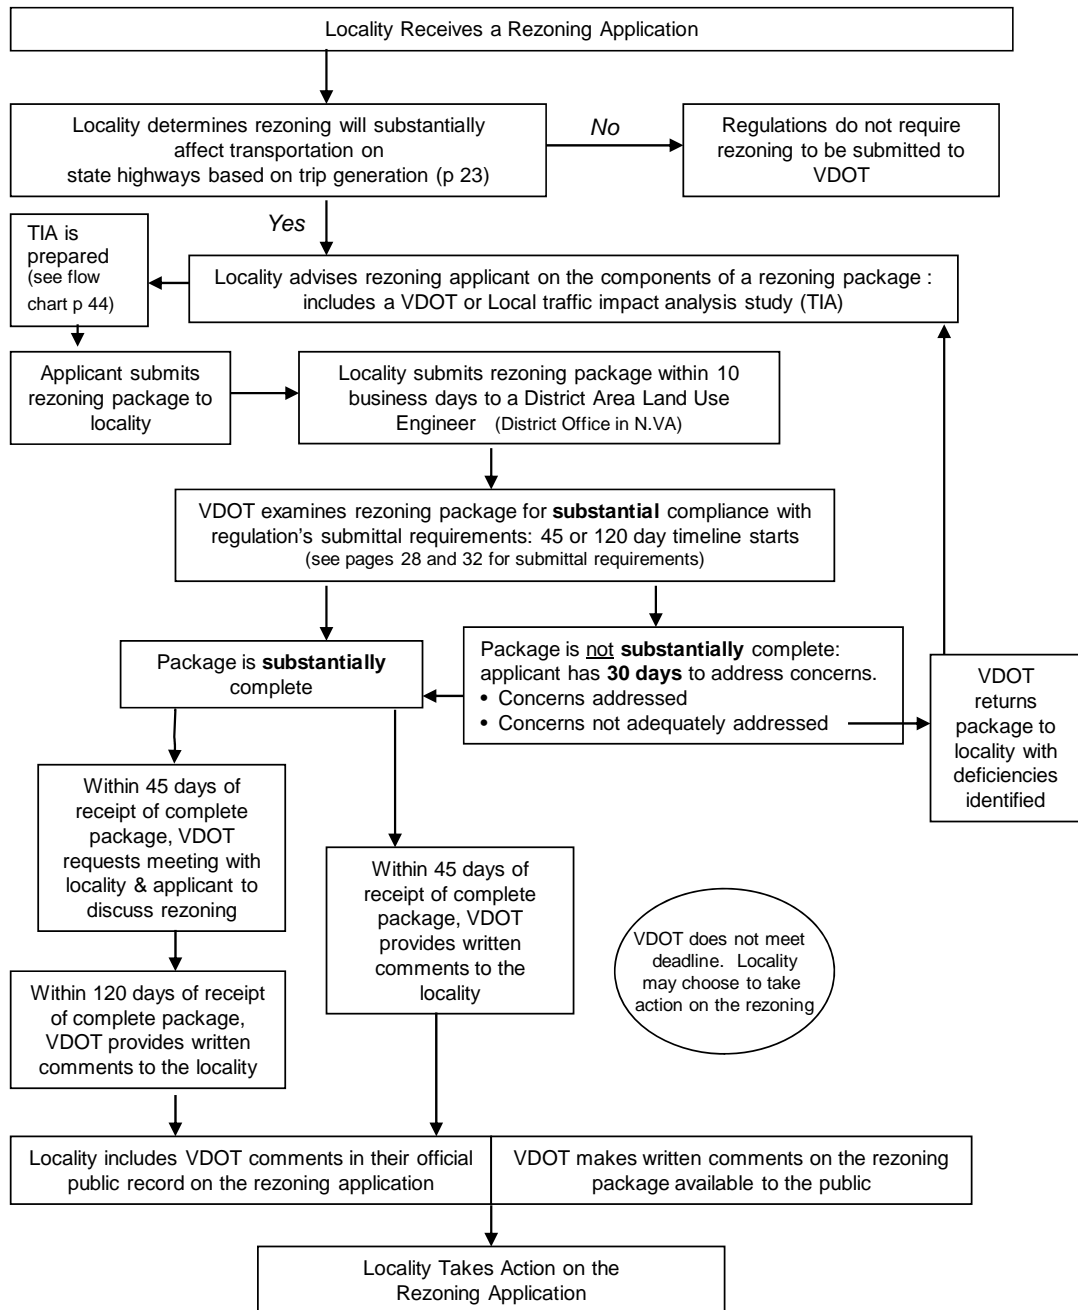 Locality Receives a Rezoning Application
Locality determines rezoning will substantially
affect transportation on
state highways based on trip generation (p 23)
No
Regulations do not require
rezoning to be submitted to
VDOT
Yes
TIA is
prepared
(see flow
chart p 44)
Locality advises rezoning applicant on the components of a rezoning package :
includes a VDOT or Local traffic impact analysis study (TIA)
Applicant submits
rezoning package to
locality
Locality submits rezoning package within 10
business days to a District Area Land Use
Engineer (District Office in N.VA)
VDOT examines rezoning package for substantial compliance with
regulation's submittal requirements: 45 or 120 day timeline starts
(see pages 28 and 32 for submittal requirements)
Package is substantially
complete
Package is not substantially complete:
applicant has 30 days to address concerns.
• Concerns addressed
• Concerns not adequately addressed
VDOT
returns
package to
locality with
deficiencies
identified
Within 45 days of
receipt of complete
package, VDOT
requests meeting with
locality & applicant to
discuss rezoning
Within 45 days of
receipt of complete
package, VDOT
provides written
comments to the
locality
VDOT does not meet
deadline. Locality
may choose to take
action on the rezoning
Within 120 days of receipt
of complete package,
VDOT provides written
comments to the locality
Locality includes VDOT comments in their official
public record on the rezoning application
VDOT makes written comments on the rezoning
package available to the public
Locality Takes Action on the
Rezoning Application